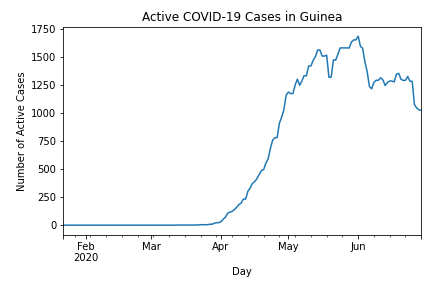 Active COVID-19 Cases in Guinea
1750
1500
1250
1000
750
500
250
0
Number of Active Cases
Feb Mar Apr May Jun
2020
Day